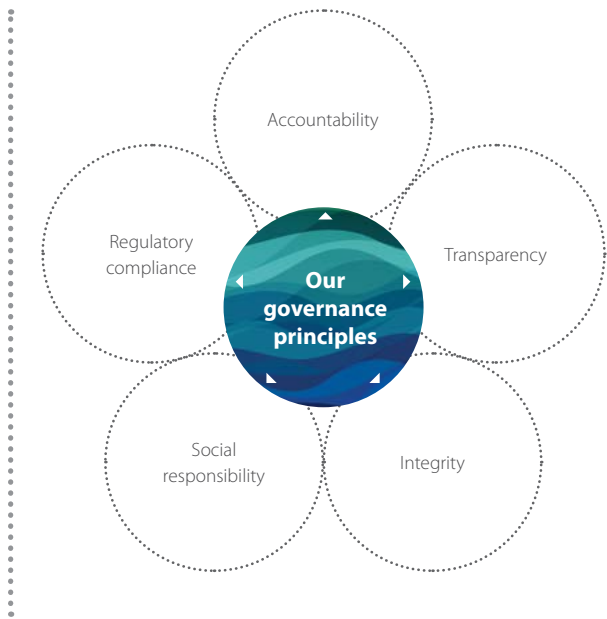 Accountability
Regulatory
compliance
Transparency
Our
governance
principles
Social
responsibility
Integrity